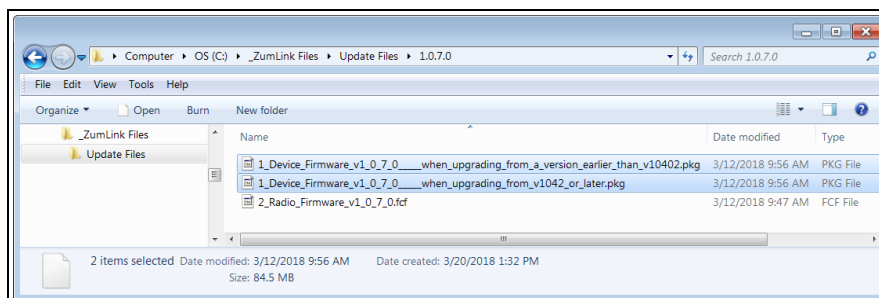 Computer ▸ OS (C:) ▸ _ZumLink Files ▸ Update Files ▸ 1.0.7.0
Search 1.0.7.0
File Edit View Tools Help
Organize Open Burn New folder
_ZumLink Files
Update Files
Name Date modified Type
1_Device_Firmware_v1_0_7_0____when_upgrading_from_a_version_earlier_than_v10402.pkg 3/12/2018 9:56 AM PKG File
1_Device_Firmware_v1_0_7_0____when_upgrading_from_v1042_or_later.pkg 3/12/2018 9:56 AM PKG File
2_Radio_Firmware_v1_0_7_0.fcf 3/12/2018 9:47 AM FCF File
2 items selected Date modified: 3/12/2018 9:56 AM Date created: 3/20/2018 1:32 PM
Size: 84.5 MB